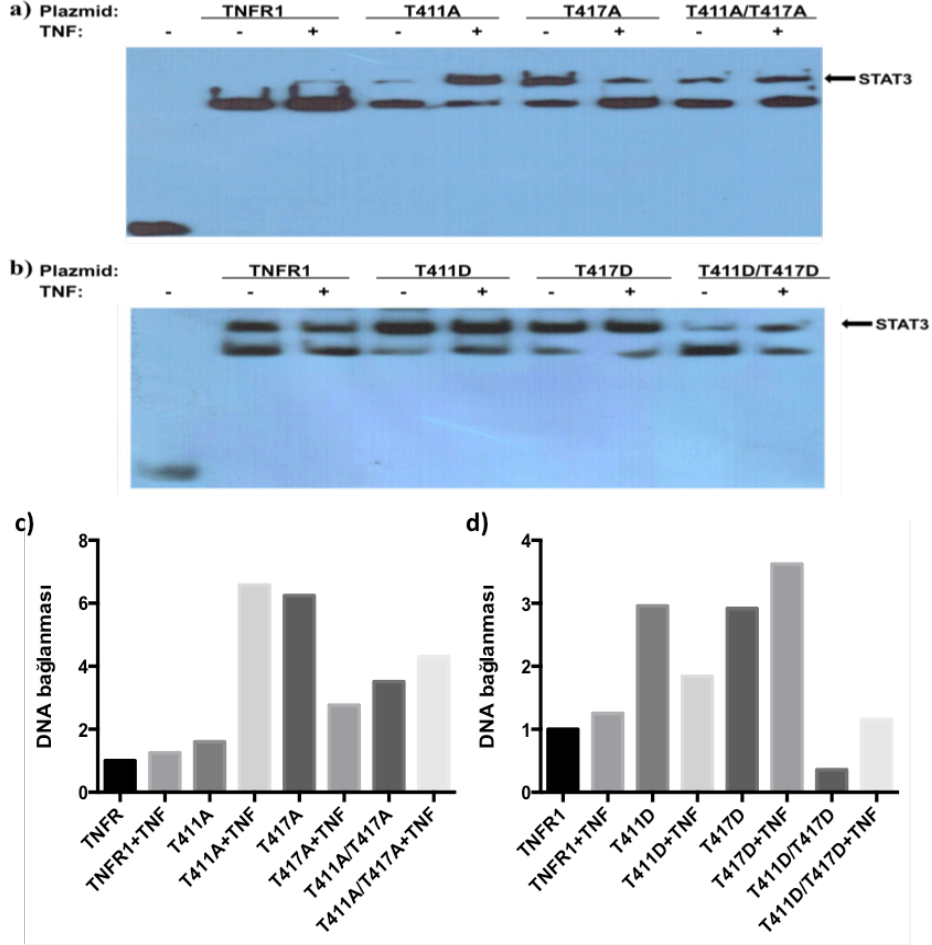 a) Plazmid: TNFR1 T411A T417A T411A/T417A
TNF: - - + - + - + - +
STAT3
b) Plazmid: TNFR1 T411D T417D T411D/T417D
TNF: - - + - + - + - +
STAT3
c)
DNA bağlanması
8
6
4
2
0
TNFR
TNFR1+TNF
T411A
T411A+TNF
T417A
T417A+TNF
T411A/T417A
T411A/T417A+TNF
d)
DNA bağlanması
4
3
2
1
0
TNFR1
TNFR1+TNF
T411D
T411D+TNF
T417D
T417D+TNF
T411D/T417D
T411D/T417D+TNF